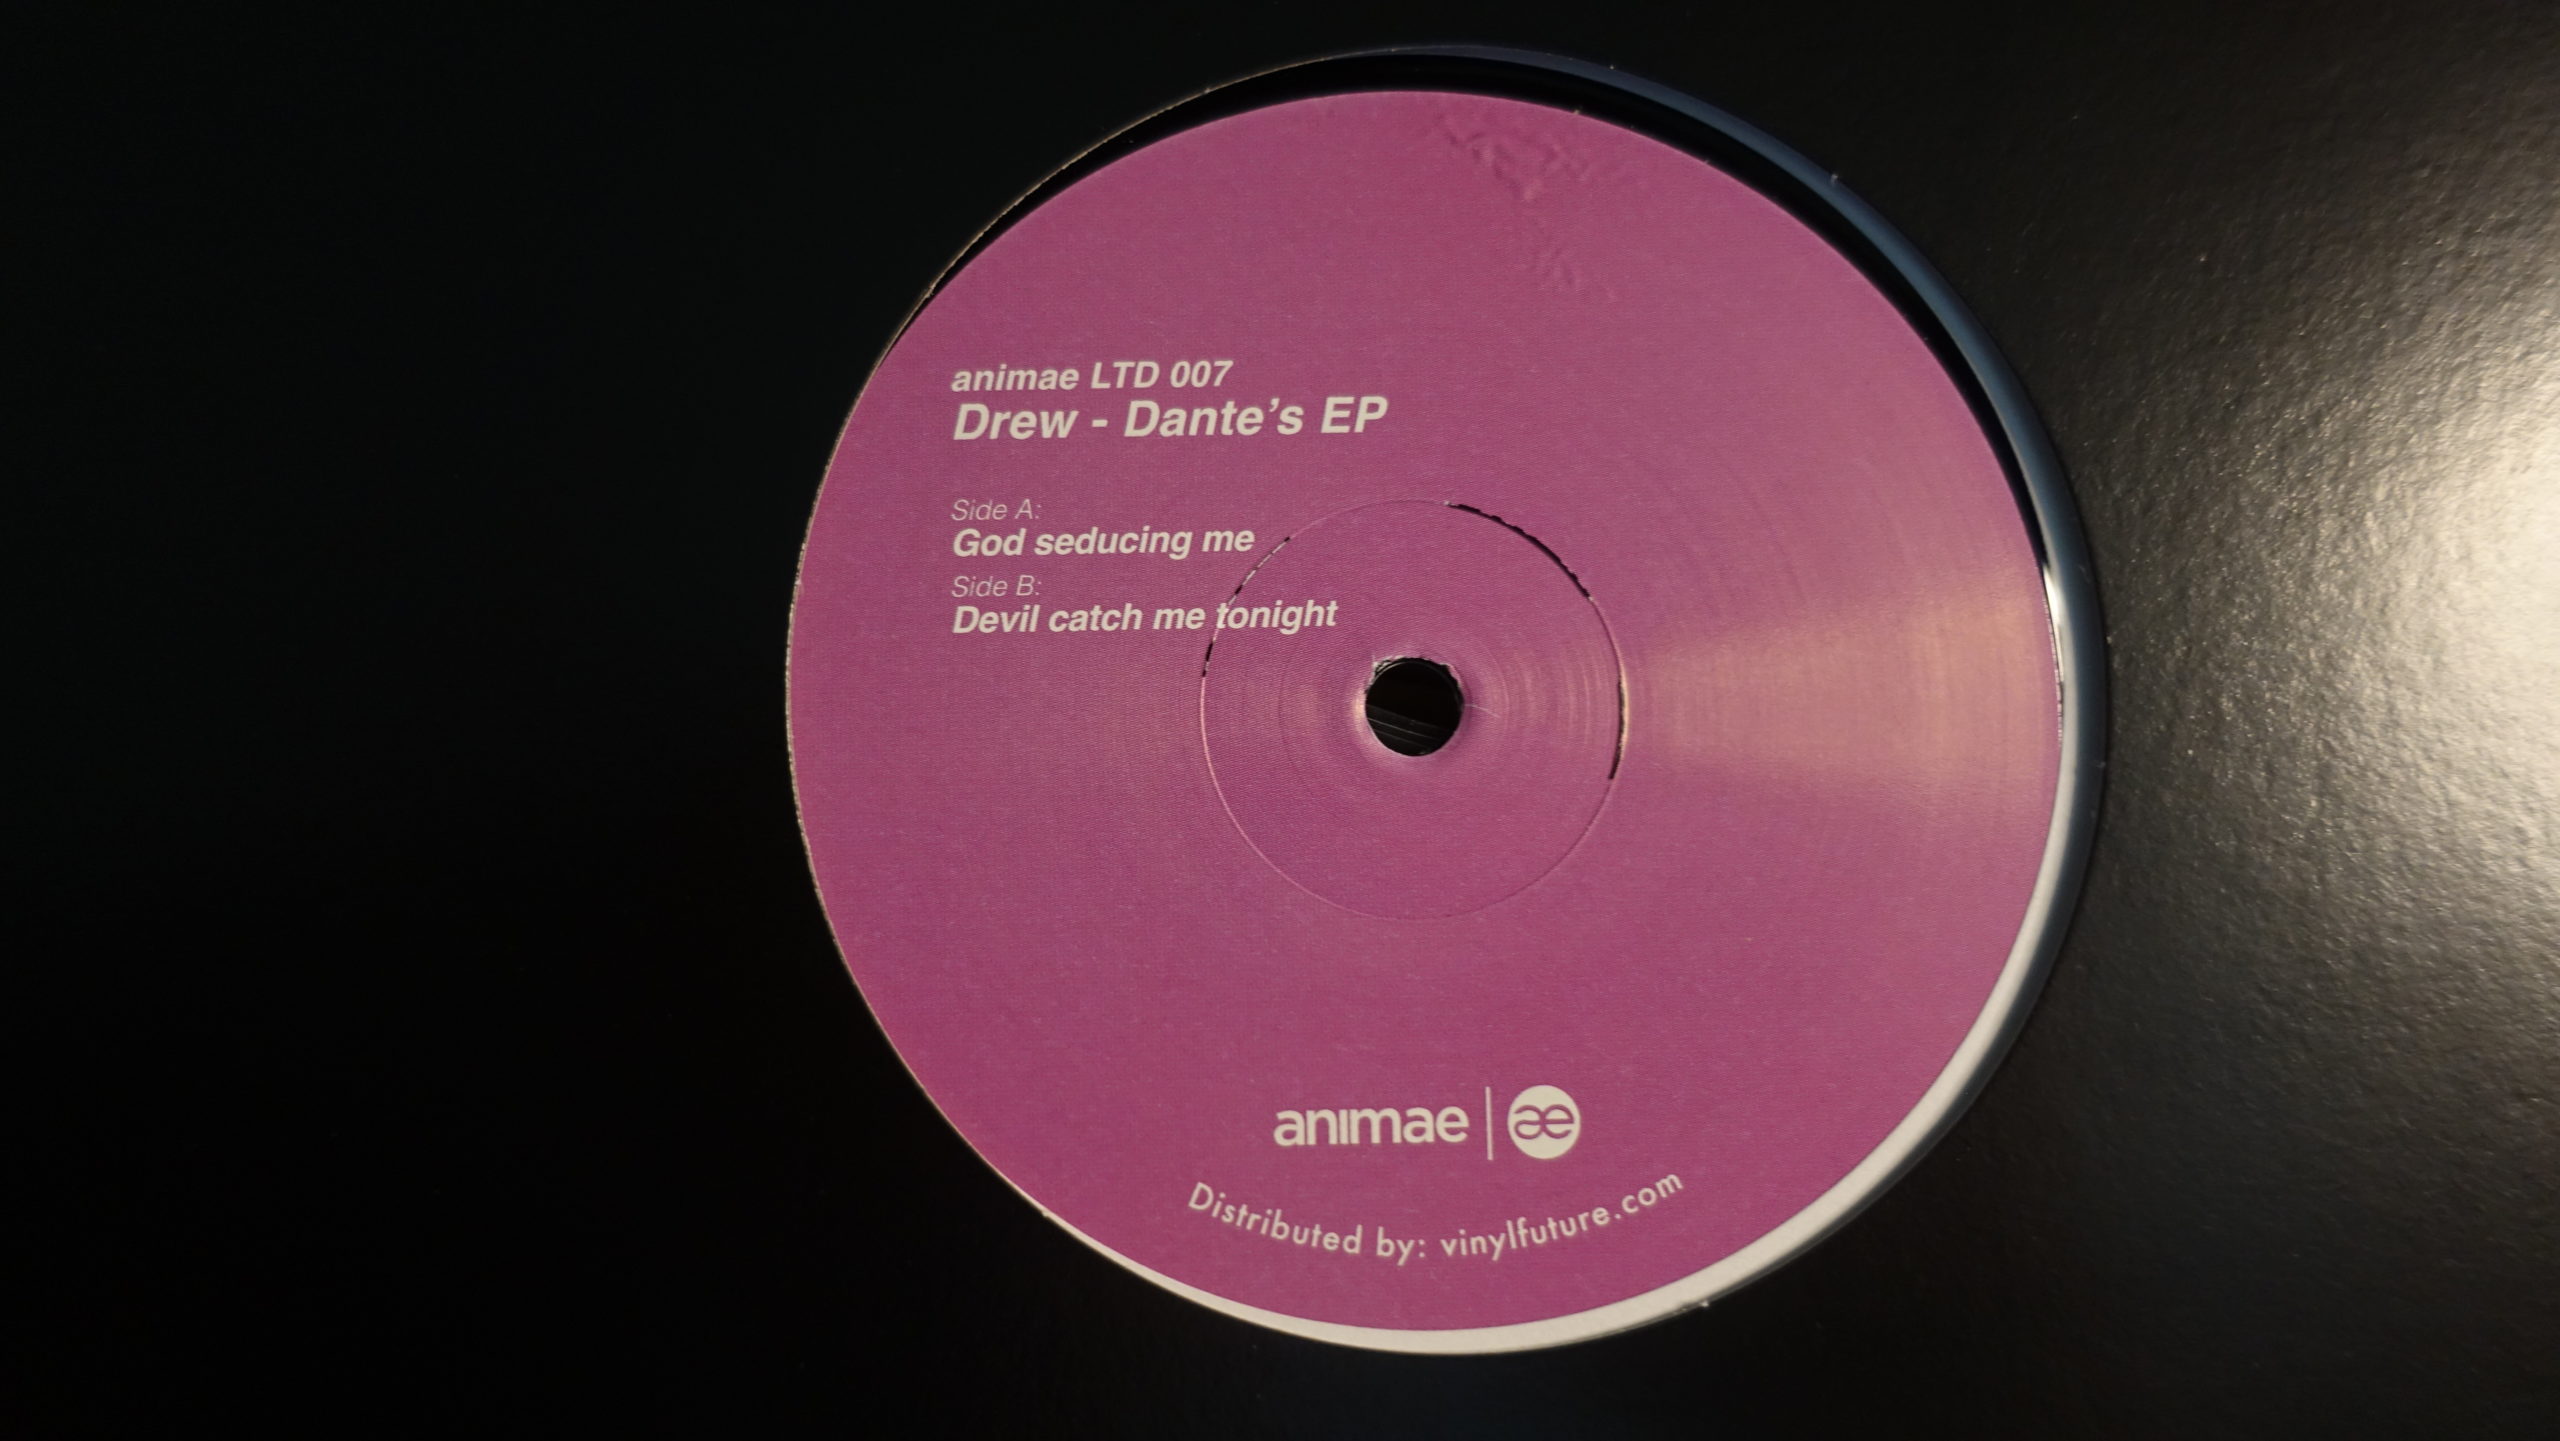 animae LTD 007
Drew - Dante's EP
Side A:
God seducing me
Side B:
Devil catch me tonight
animae | æ
Distributed by: vinylfuture.com